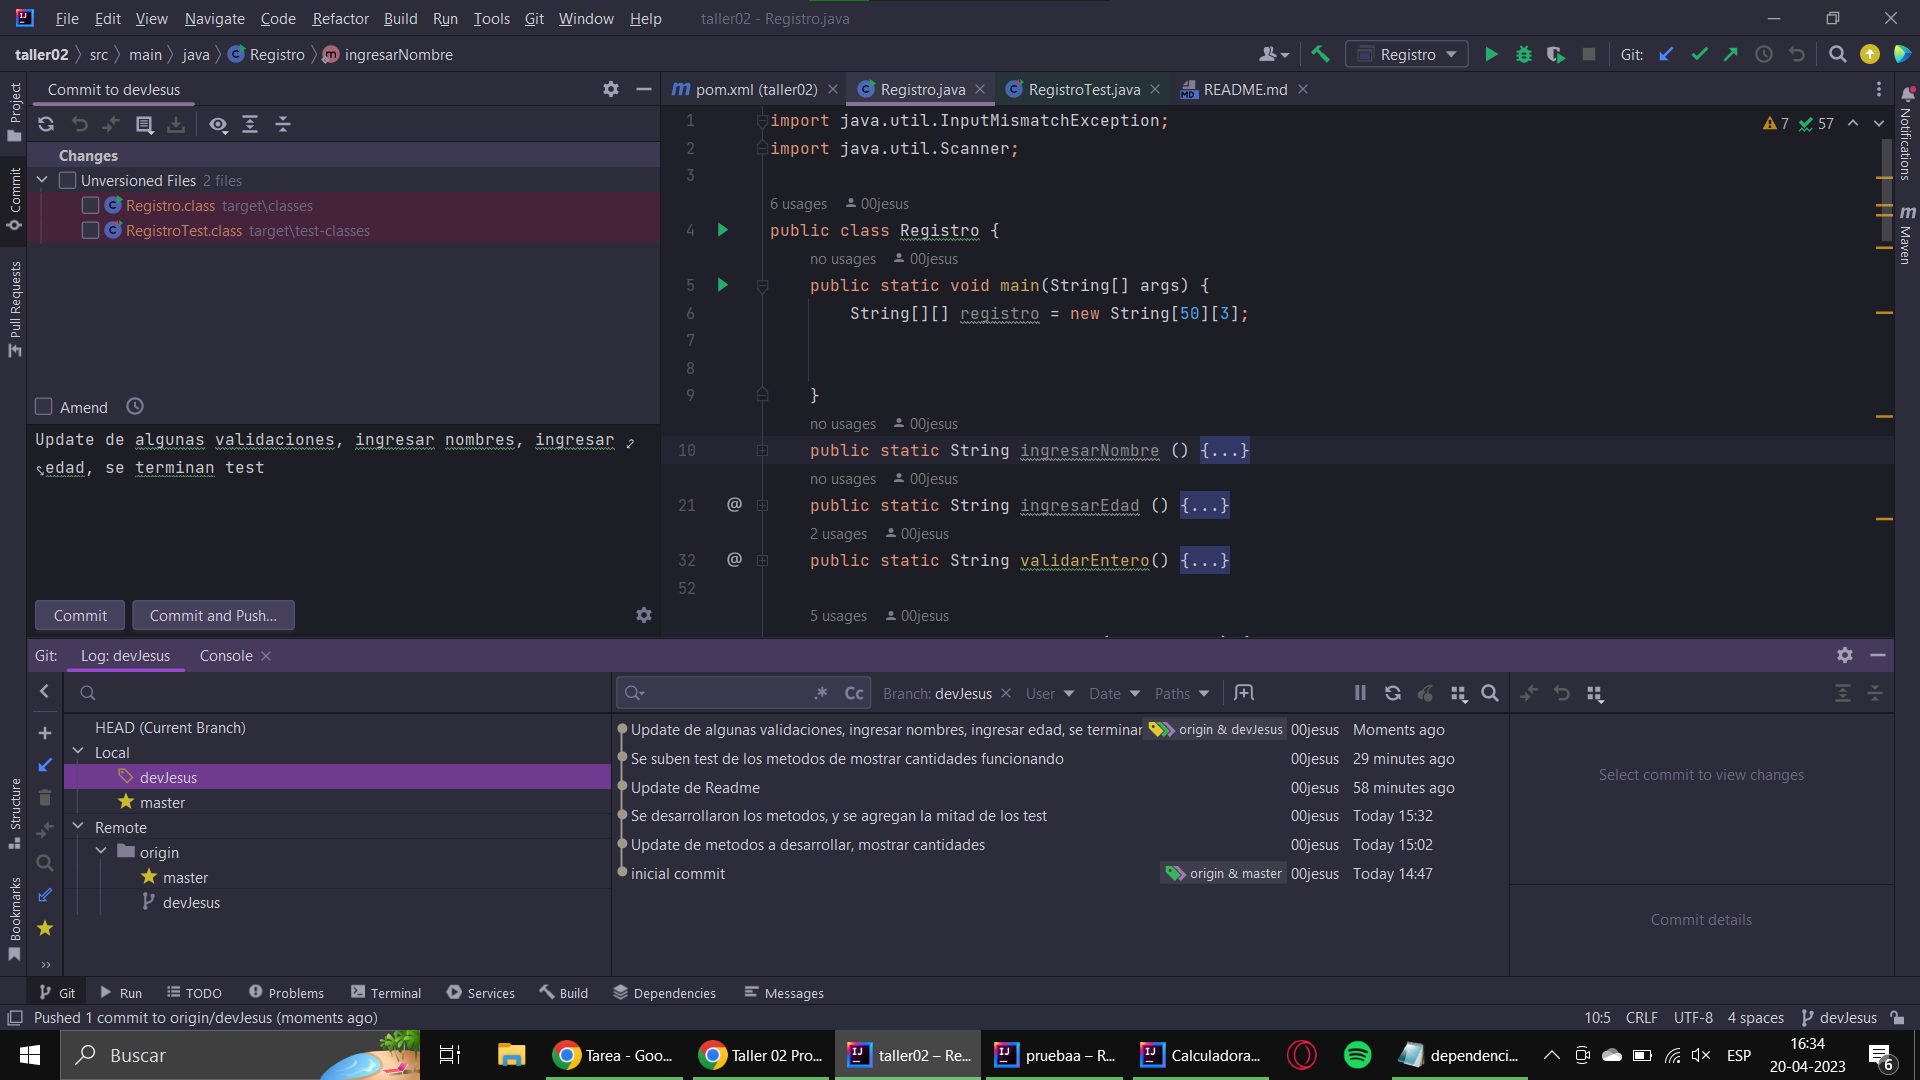 File Edit View Navigate Code Refactor Build Run Tools Git Window Help taller02 - Registro.java
taller02 src main java Registro ingresarNombre Registro Git:
Project
Commit
Pull Requests
Structure
Bookmarks
Commit to devJesus
Changes
Unversioned Files 2 files
Registro.class target\classes
RegistroTest.class target\test-classes
Amend
Update de algunas validaciones, ingresar nombres, ingresar
edad, se terminan test
Commit Commit and Push...
pom.xml (taller02) Registro.java RegistroTest.java README.md
7 57
1 import java.util.InputMismatchException;
2 import java.util.Scanner;
3
6 usages 00jesus
4 public class Registro {
no usages 00jesus
5 public static void main(String[] args) {
6 String[][] registro = new String[50][3];
7
8
9 }
no usages 00jesus
10 public static String ingresarNombre () {...}
no usages 00jesus
21 @ public static String ingresarEdad () {...}
2 usages 00jesus
32 @ public static String validarEntero() {...}
52
5 usages 00jesus
Notifications
Maven
Git: Log: devJesus Console
HEAD (Current Branch)
Local
devJesus
master
Remote
origin
master
devJesus
.* Cc Branch: devJesus User Date Paths
Update de algunas validaciones, ingresar nombres, ingresar edad, se terminar origin & devJesus 00jesus Moments ago
Se suben test de los metodos de mostrar cantidades funcionando 00jesus 29 minutes ago
Update de Readme 00jesus 58 minutes ago
Se desarrollaron los metodos, y se agregan la mitad de los test 00jesus Today 15:32
Update de metodos a desarrollar, mostrar cantidades 00jesus Today 15:02
inicial commit origin & master 00jesus Today 14:47
Select commit to view changes
Commit details
Git Run TODO Problems Terminal Services Build Dependencies Messages
Pushed 1 commit to origin/devJesus (moments ago) 10:5 CRLF UTF-8 4 spaces devJesus
Buscar Tarea - Goo... Taller 02 Pro... taller02 – Re... pruebaa – R... Calculadora... dependenci... ESP 16:34
20-04-2023 6